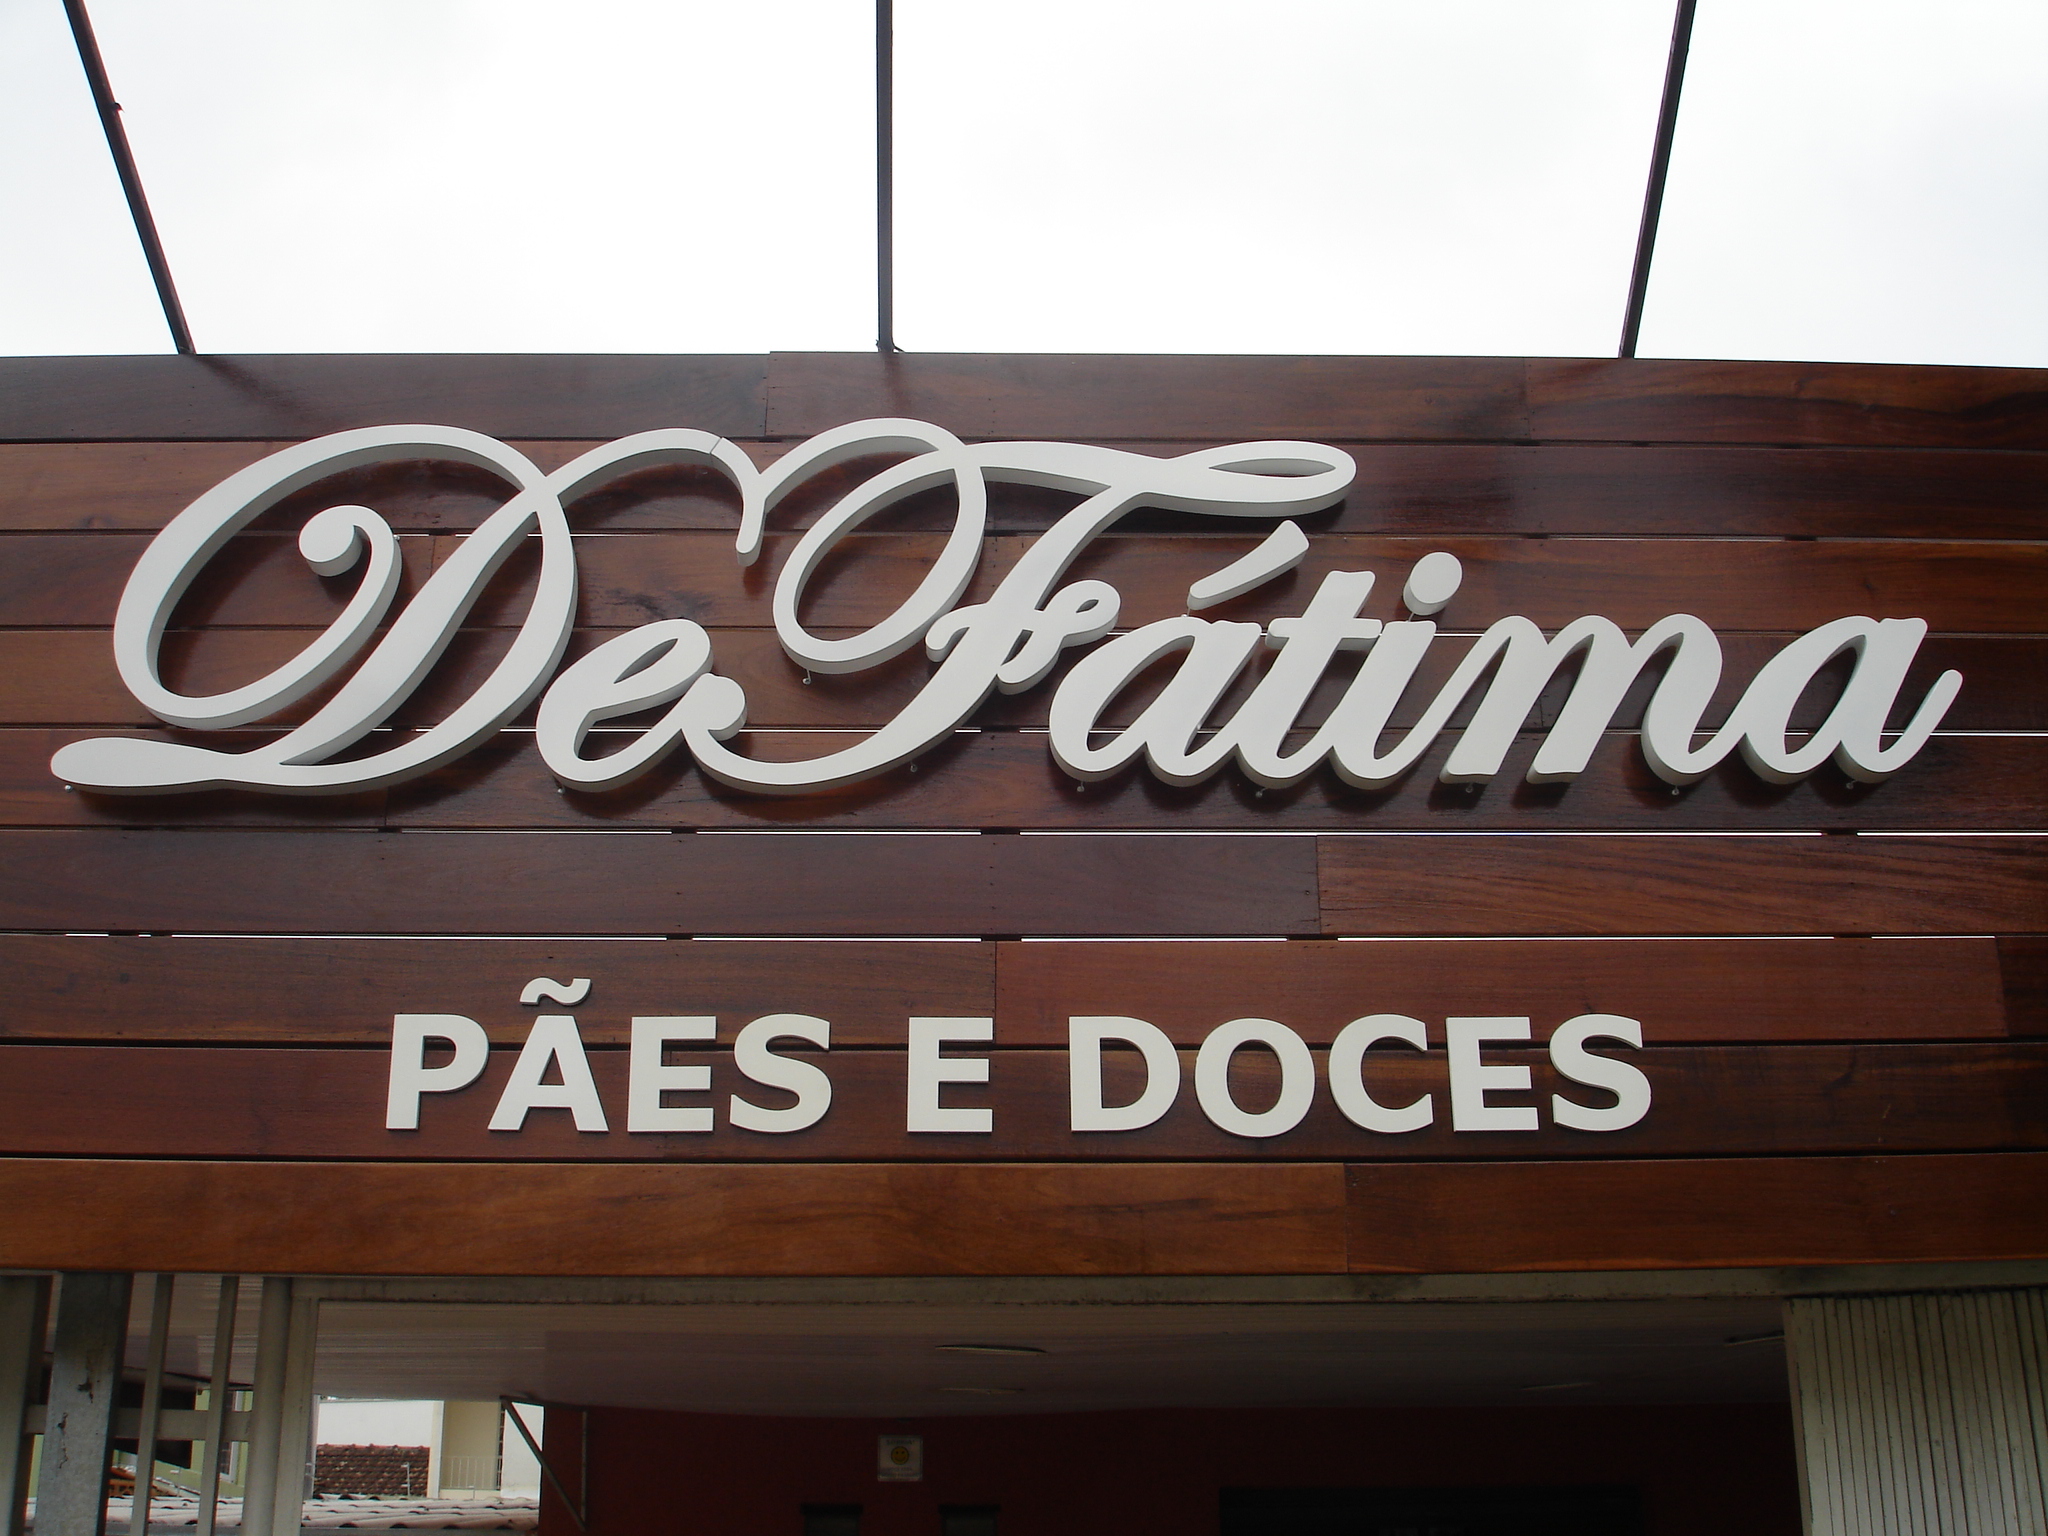 De Fátima
PÃES E DOCES